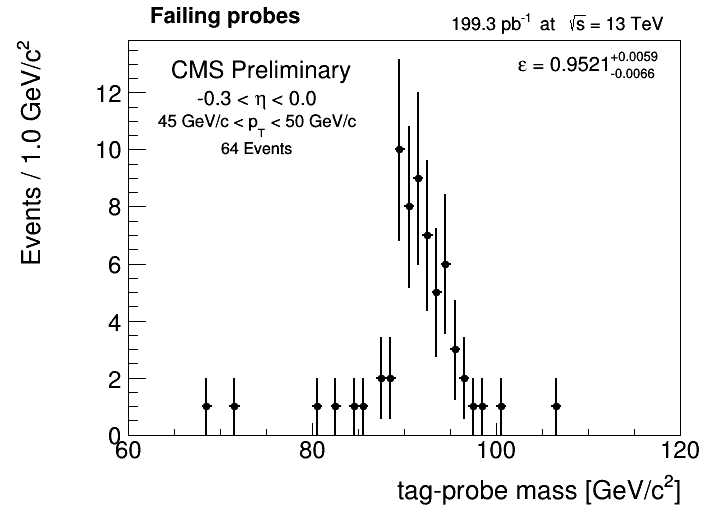 Failing probes
199.3 pb⁻¹ at √s = 13 TeV
CMS Preliminary
ε = 0.9521 +0.0059 -0.0066
-0.3 < η < 0.0
45 GeV/c < p_T < 50 GeV/c
64 Events
Events / 1.0 GeV/c²
12
10
8
6
4
2
0
60 80 100 120
tag-probe mass [GeV/c²]